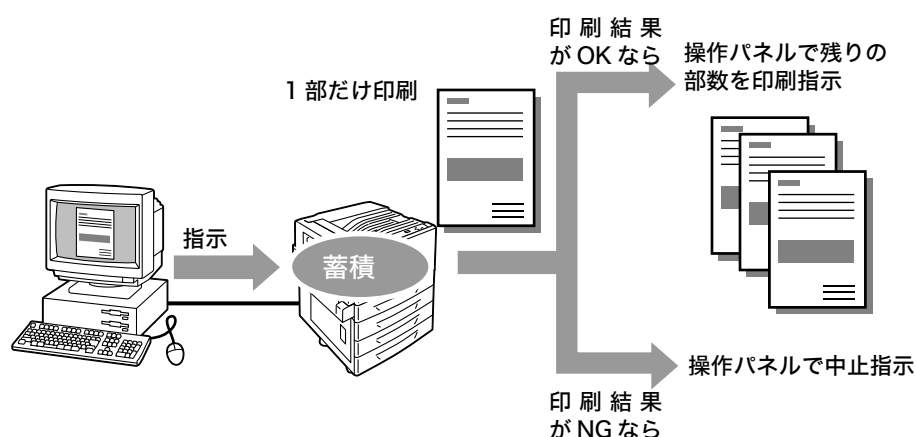 印刷結果
がOKなら
操作パネルで残りの
部数を印刷指示
1部だけ印刷
指示
蓄積
操作パネルで中止指示
印刷結果
がNGなら